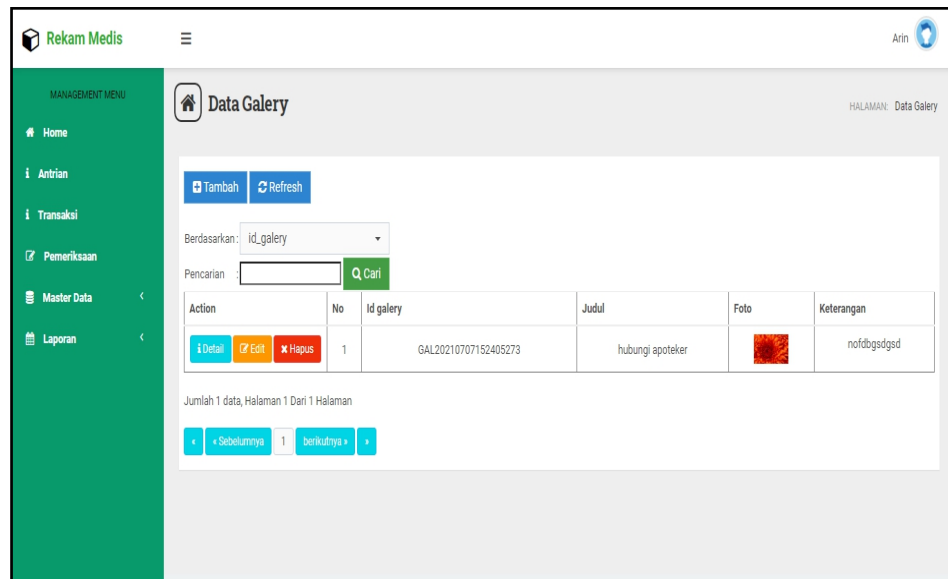 Rekam Medis
Arin
MANAGEMENT MENU
Home
Antrian
Transaksi
Pemeriksaan
Master Data
Laporan
Data Galery
HALAMAN: Data Galery
Tambah Refresh
Berdasarkan : id_galery
Pencarian : Cari
Action No Id galery Judul Foto Keterangan
Detail Edit Hapus 1 GAL20210707152405273 hubungi apoteker nofdbgsdgsd
Jumlah 1 data, Halaman 1 Dari 1 Halaman
« « Sebelumnya 1 berikutnya » »